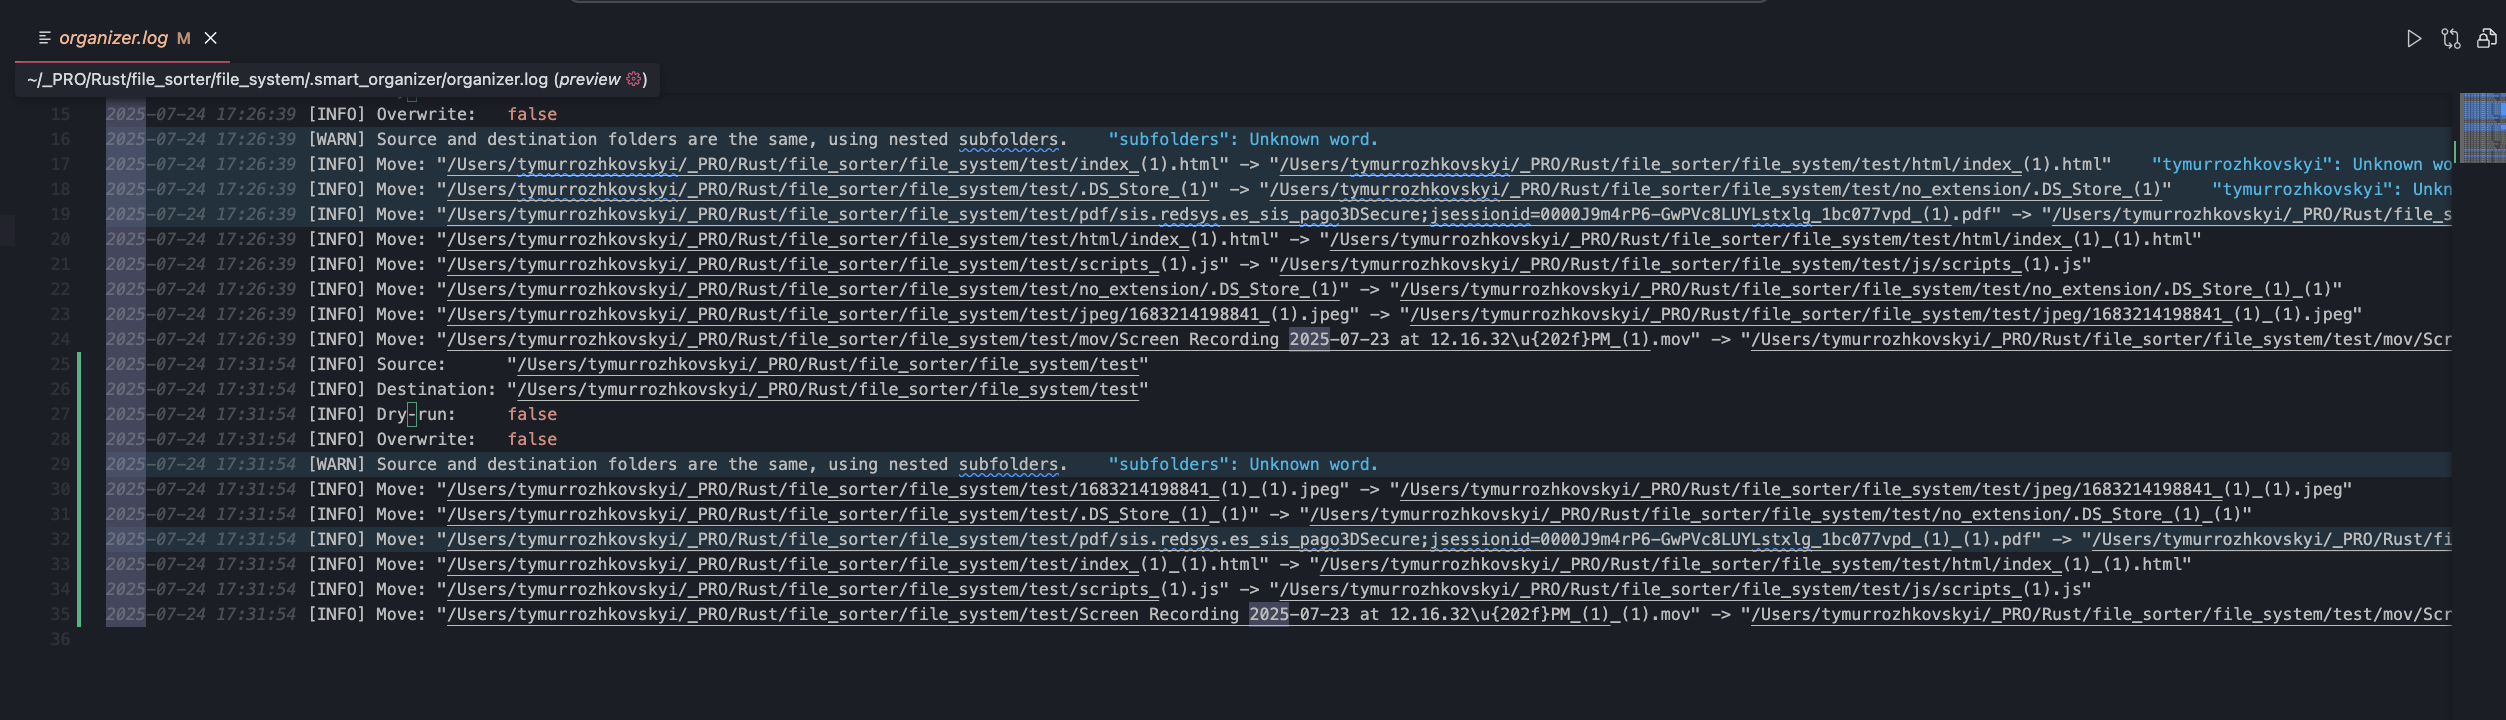 organizer.log M
~/_PRO/Rust/file_sorter/file_system/.smart_organizer/organizer.log (preview)
15 2025-07-24 17:26:39 [INFO] Overwrite: false
16 2025-07-24 17:26:39 [WARN] Source and destination folders are the same, using nested subfolders. "subfolders": Unknown word.
17 2025-07-24 17:26:39 [INFO] Move: "/Users/tymurrozhkovskyi/_PRO/Rust/file_sorter/file_system/test/index_(1).html" -> "/Users/tymurrozhkovskyi/_PRO/Rust/file_sorter/file_system/test/html/index_(1).html" "tymurrozhkovskyi": Unknown wo
18 2025-07-24 17:26:39 [INFO] Move: "/Users/tymurrozhkovskyi/_PRO/Rust/file_sorter/file_system/test/.DS_Store_(1)" -> "/Users/tymurrozhkovskyi/_PRO/Rust/file_sorter/file_system/test/no_extension/.DS_Store_(1)" "tymurrozhkovskyi": Unkn
19 2025-07-24 17:26:39 [INFO] Move: "/Users/tymurrozhkovskyi/_PRO/Rust/file_sorter/file_system/test/pdf/sis.redsys.es_sis_pago3DSecure;jsessionid=0000J9m4rP6-GwPVc8LUYLstxlg_1bc077vpd_(1).pdf" -> "/Users/tymurrozhkovskyi/_PRO/Rust/file_s
20 2025-07-24 17:26:39 [INFO] Move: "/Users/tymurrozhkovskyi/_PRO/Rust/file_sorter/file_system/test/html/index_(1).html" -> "/Users/tymurrozhkovskyi/_PRO/Rust/file_sorter/file_system/test/html/index_(1)_(1).html"
21 2025-07-24 17:26:39 [INFO] Move: "/Users/tymurrozhkovskyi/_PRO/Rust/file_sorter/file_system/test/scripts_(1).js" -> "/Users/tymurrozhkovskyi/_PRO/Rust/file_sorter/file_system/test/js/scripts_(1).js"
22 2025-07-24 17:26:39 [INFO] Move: "/Users/tymurrozhkovskyi/_PRO/Rust/file_sorter/file_system/test/no_extension/.DS_Store_(1)" -> "/Users/tymurrozhkovskyi/_PRO/Rust/file_sorter/file_system/test/no_extension/.DS_Store_(1)_(1)"
23 2025-07-24 17:26:39 [INFO] Move: "/Users/tymurrozhkovskyi/_PRO/Rust/file_sorter/file_system/test/jpeg/1683214198841_(1).jpeg" -> "/Users/tymurrozhkovskyi/_PRO/Rust/file_sorter/file_system/test/jpeg/1683214198841_(1)_(1).jpeg"
24 2025-07-24 17:26:39 [INFO] Move: "/Users/tymurrozhkovskyi/_PRO/Rust/file_sorter/file_system/test/mov/Screen Recording 2025-07-23 at 12.16.32\u{202f}PM_(1).mov" -> "/Users/tymurrozhkovskyi/_PRO/Rust/file_sorter/file_system/test/mov/Scr
25 2025-07-24 17:31:54 [INFO] Source: "/Users/tymurrozhkovskyi/_PRO/Rust/file_sorter/file_system/test"
26 2025-07-24 17:31:54 [INFO] Destination: "/Users/tymurrozhkovskyi/_PRO/Rust/file_sorter/file_system/test"
27 2025-07-24 17:31:54 [INFO] Dry-run: false
28 2025-07-24 17:31:54 [INFO] Overwrite: false
29 2025-07-24 17:31:54 [WARN] Source and destination folders are the same, using nested subfolders. "subfolders": Unknown word.
30 2025-07-24 17:31:54 [INFO] Move: "/Users/tymurrozhkovskyi/_PRO/Rust/file_sorter/file_system/test/1683214198841_(1)_(1).jpeg" -> "/Users/tymurrozhkovskyi/_PRO/Rust/file_sorter/file_system/test/jpeg/1683214198841_(1)_(1).jpeg"
31 2025-07-24 17:31:54 [INFO] Move: "/Users/tymurrozhkovskyi/_PRO/Rust/file_sorter/file_system/test/.DS_Store_(1)_(1)" -> "/Users/tymurrozhkovskyi/_PRO/Rust/file_sorter/file_system/test/no_extension/.DS_Store_(1)_(1)"
32 2025-07-24 17:31:54 [INFO] Move: "/Users/tymurrozhkovskyi/_PRO/Rust/file_sorter/file_system/test/pdf/sis.redsys.es_sis_pago3DSecure;jsessionid=0000J9m4rP6-GwPVc8LUYLstxlg_1bc077vpd_(1)_(1).pdf" -> "/Users/tymurrozhkovskyi/_PRO/Rust/fi
33 2025-07-24 17:31:54 [INFO] Move: "/Users/tymurrozhkovskyi/_PRO/Rust/file_sorter/file_system/test/index_(1)_(1).html" -> "/Users/tymurrozhkovskyi/_PRO/Rust/file_sorter/file_system/test/html/index_(1)_(1).html"
34 2025-07-24 17:31:54 [INFO] Move: "/Users/tymurrozhkovskyi/_PRO/Rust/file_sorter/file_system/test/scripts_(1).js" -> "/Users/tymurrozhkovskyi/_PRO/Rust/file_sorter/file_system/test/js/scripts_(1).js"
35 2025-07-24 17:31:54 [INFO] Move: "/Users/tymurrozhkovskyi/_PRO/Rust/file_sorter/file_system/test/Screen Recording 2025-07-23 at 12.16.32\u{202f}PM_(1)_(1).mov" -> "/Users/tymurrozhkovskyi/_PRO/Rust/file_sorter/file_system/test/mov/Scr
36